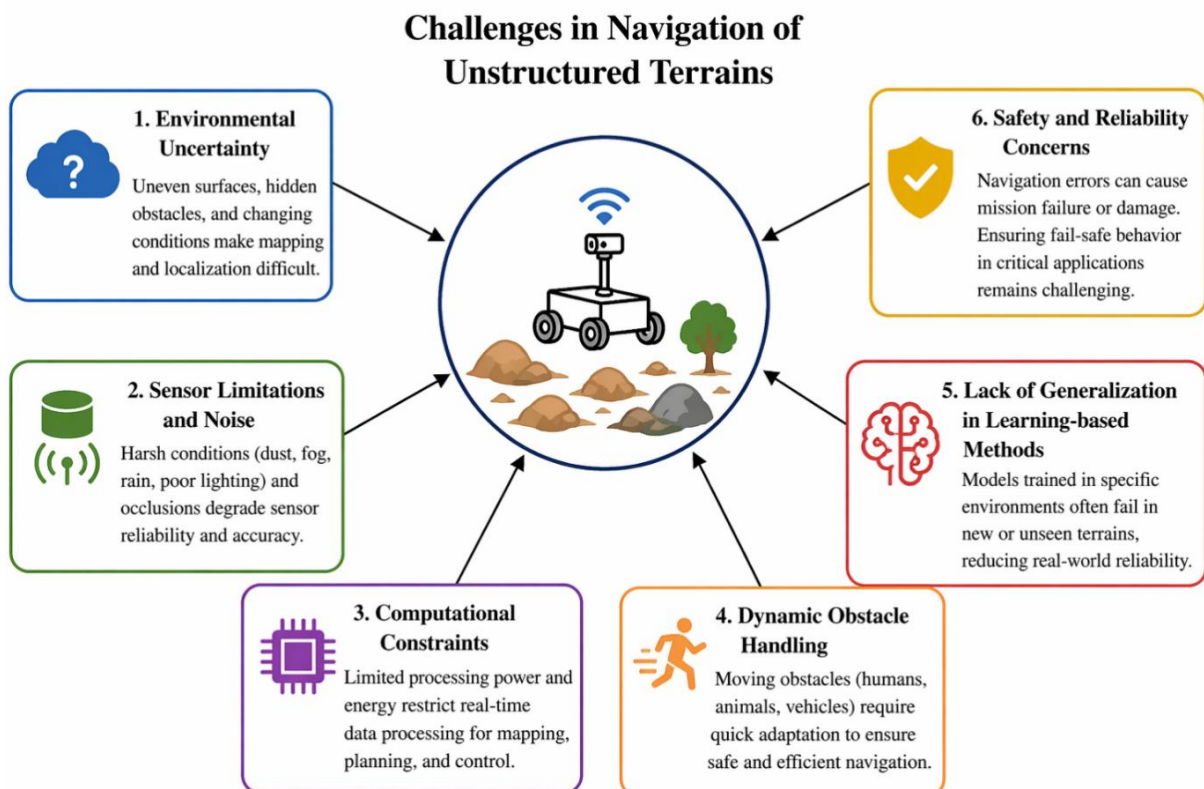 Challenges in Navigation of
Unstructured Terrains
1. Environmental
Uncertainty
Uneven surfaces, hidden
obstacles, and changing
conditions make mapping
and localization difficult.
2. Sensor Limitations
and Noise
Harsh conditions (dust, fog,
rain, poor lighting) and
occlusions degrade sensor
reliability and accuracy.
3. Computational
Constraints
Limited processing power and
energy restrict real-time
data processing for mapping,
planning, and control.
4. Dynamic Obstacle
Handling
Moving obstacles (humans,
animals, vehicles) require
quick adaptation to ensure
safe and efficient navigation.
5. Lack of Generalization
in Learning-based
Methods
Models trained in specific
environments often fail in
new or unseen terrains,
reducing real-world reliability.
6. Safety and Reliability
Concerns
Navigation errors can cause
mission failure or damage.
Ensuring fail-safe behavior
in critical applications
remains challenging.
?